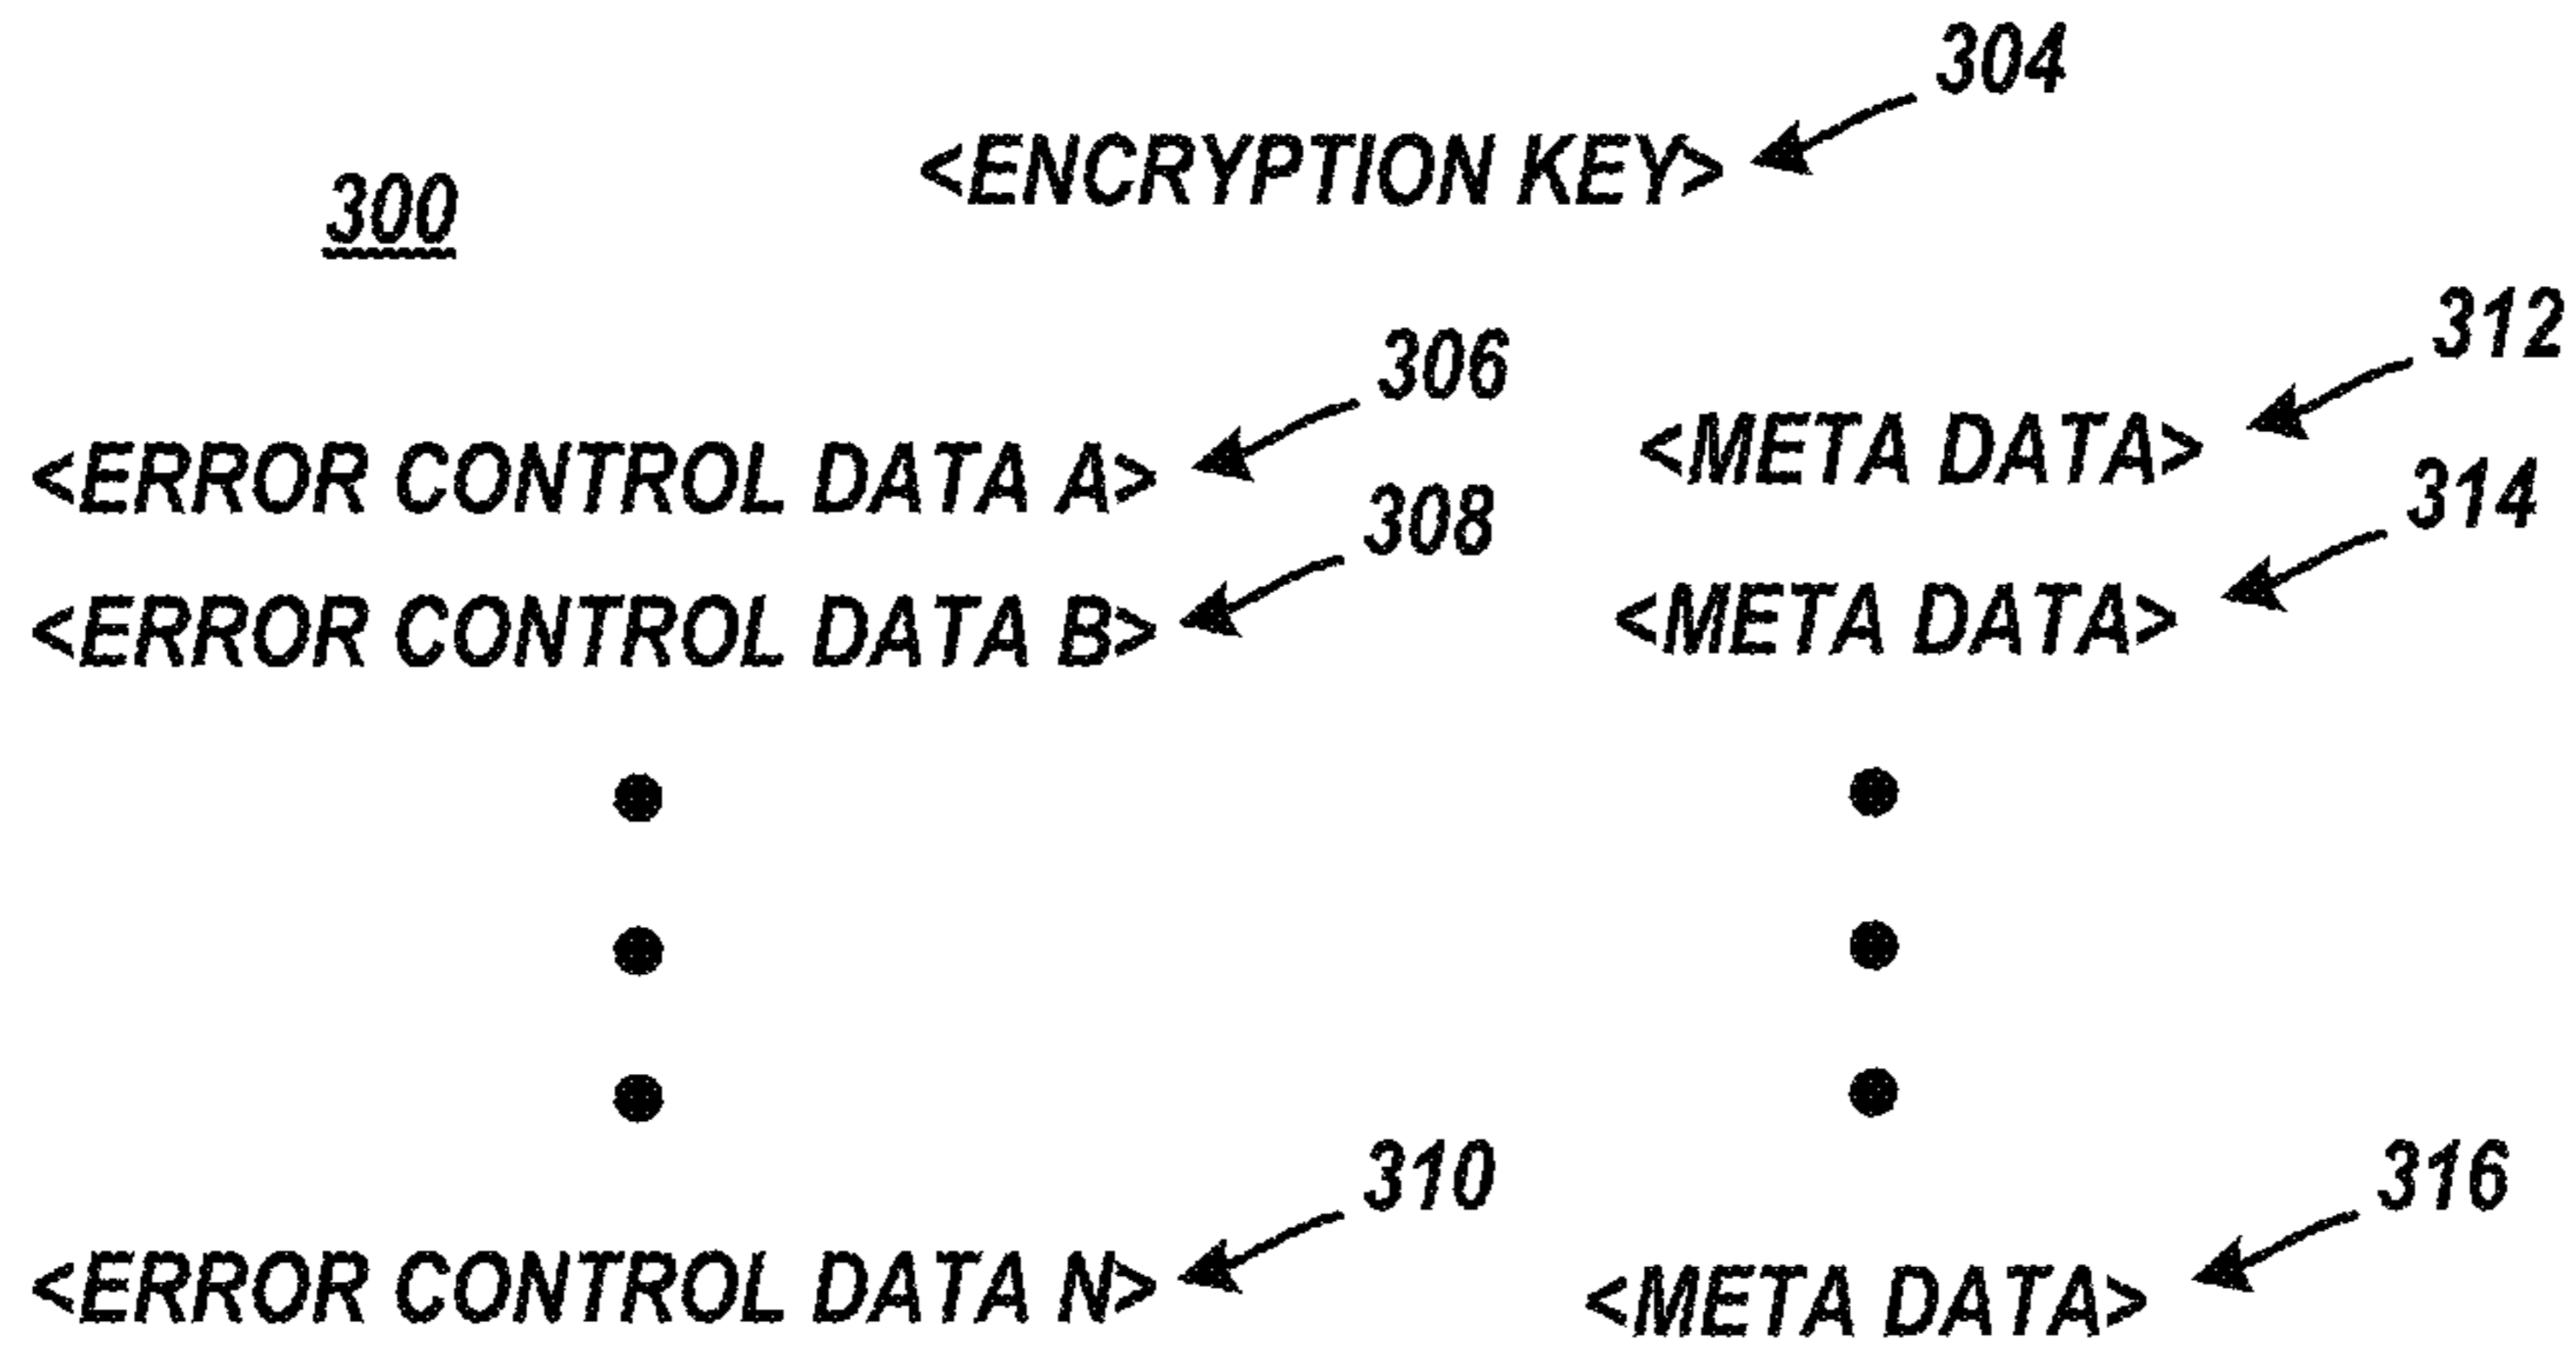 304
<ENCRYPTION KEY>
300
312
306
<META DATA>
<ERROR CONTROL DATA A>
314
308
<META DATA>
<ERROR CONTROL DATA B>
310
316
<ERROR CONTROL DATA N>
<META DATA>